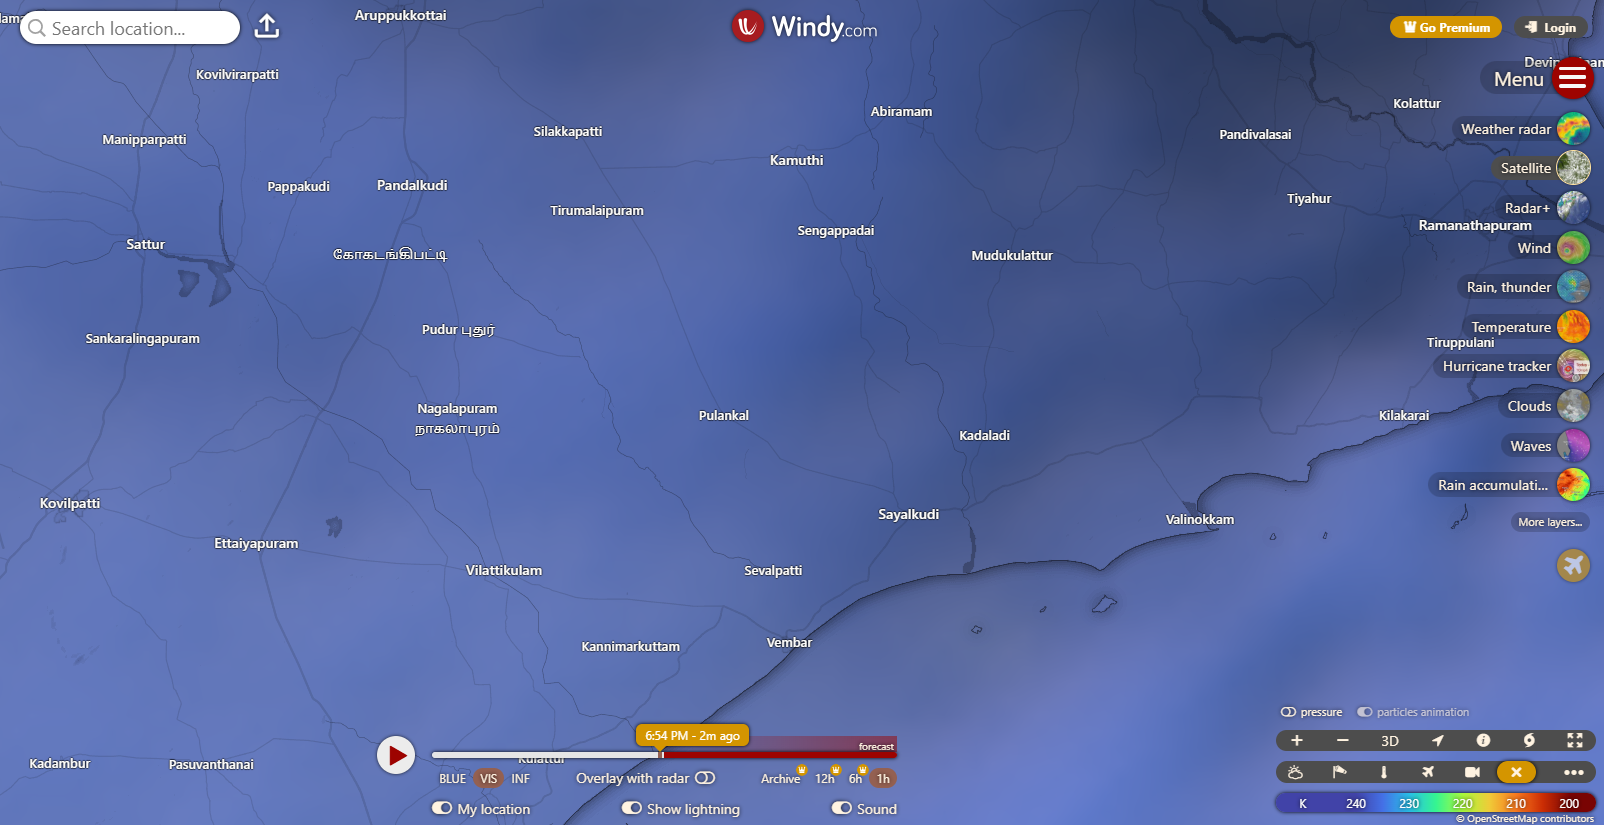 Aruppukkottai
Search location...
Windy.com
Go Premium
Login
Kovilvirarpatti
Menu
Kolattur
Abiramam
Silakkapatti
Pandivalasai
Weather radar
Manipparpatti
Kamuthi
Satellite
Pappakudi
Pandalkudi
Tiyahur
Radar+
Tirumalaipuram
Ramanathapuram
Sengappadai
Sattur
Wind
கோகடங்கிபட்டி
Mudukulattur
Rain, thunder
Pudur புதுர்
Temperature
Sankaralingapuram
Tiruppulani
Hurricane tracker
Nagalapuram
நாகலாபுரம்
Clouds
Pulankal
Kilakarai
Kadaladi
Waves
Rain accumulati...
Kovilpatti
Sayalkudi
Valinokkam
More layers...
Ettaiyapuram
Vilattikulam
Sevalpatti
Kannimarkuttam
Vembar
pressure
particles animation
6:54 PM - 2m ago
forecast
3D
Kadambur
Pasuvanthanai
Kulattur
BLUE VIS INF
Overlay with radar
Archive 12h 6h 1h
My location
Show lightning
Sound
K 240 230 220 210 200
© OpenStreetMap contributors